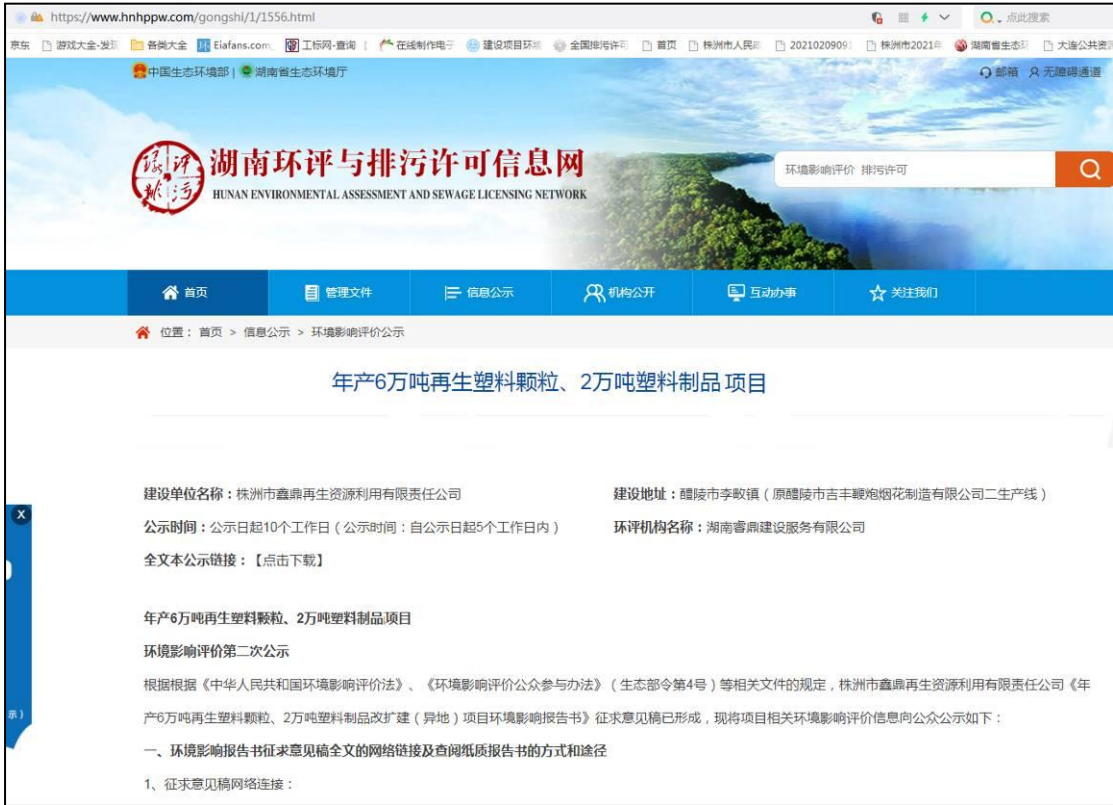 https://www.hnhppw.com/gongshi/1/1556.html
点此搜索
京东 游戏大全-发现 各类大全 Eiafans.com_ 工标网-查询 在线制作电子 建设项目环 全国排污许可 首页 株洲市人民政 2021020909 株洲市2021年 湖南省生态环 大连公共资源
中国生态环境部 | 湖南省生态环境厅
邮箱 无障碍通道
环评排污
湖南环评与排污许可信息网
HUNAN ENVIRONMENTAL ASSESSMENT AND SEWAGE LICENSING NETWORK
环境影响评价 排污许可
首页 管理文件 信息公示 机构公开 互动办事 关注我们
位置：首页 > 信息公示 > 环境影响评价公示
年产6万吨再生塑料颗粒、2万吨塑料制品项目
建设单位名称：株洲市鑫鼎再生资源利用有限责任公司
建设地址：醴陵市李畋镇（原醴陵市吉丰鞭炮烟花制造有限公司二生产线）
X
公示时间：公示日起10个工作日（公示时间：自公示日起5个工作日内）
环评机构名称：湖南睿鼎建设服务有限公司
全文本公示链接：【点击下载】
年产6万吨再生塑料颗粒、2万吨塑料制品项目
环境影响评价第二次公示
根据根据《中华人民共和国环境影响评价法》、《环境影响评价公众参与办法》（生态部令第4号）等相关文件的规定，株洲市鑫鼎再生资源利用有限责任公司《年
产6万吨再生塑料颗粒、2万吨塑料制品改扩建（异地）项目环境影响报告书》征求意见稿已形成，现将项目相关环境影响评价信息向公众公示如下：
示）
一、环境影响报告书征求意见稿全文的网络链接及查阅纸质报告书的方式和途径
1、征求意见稿网络连接：